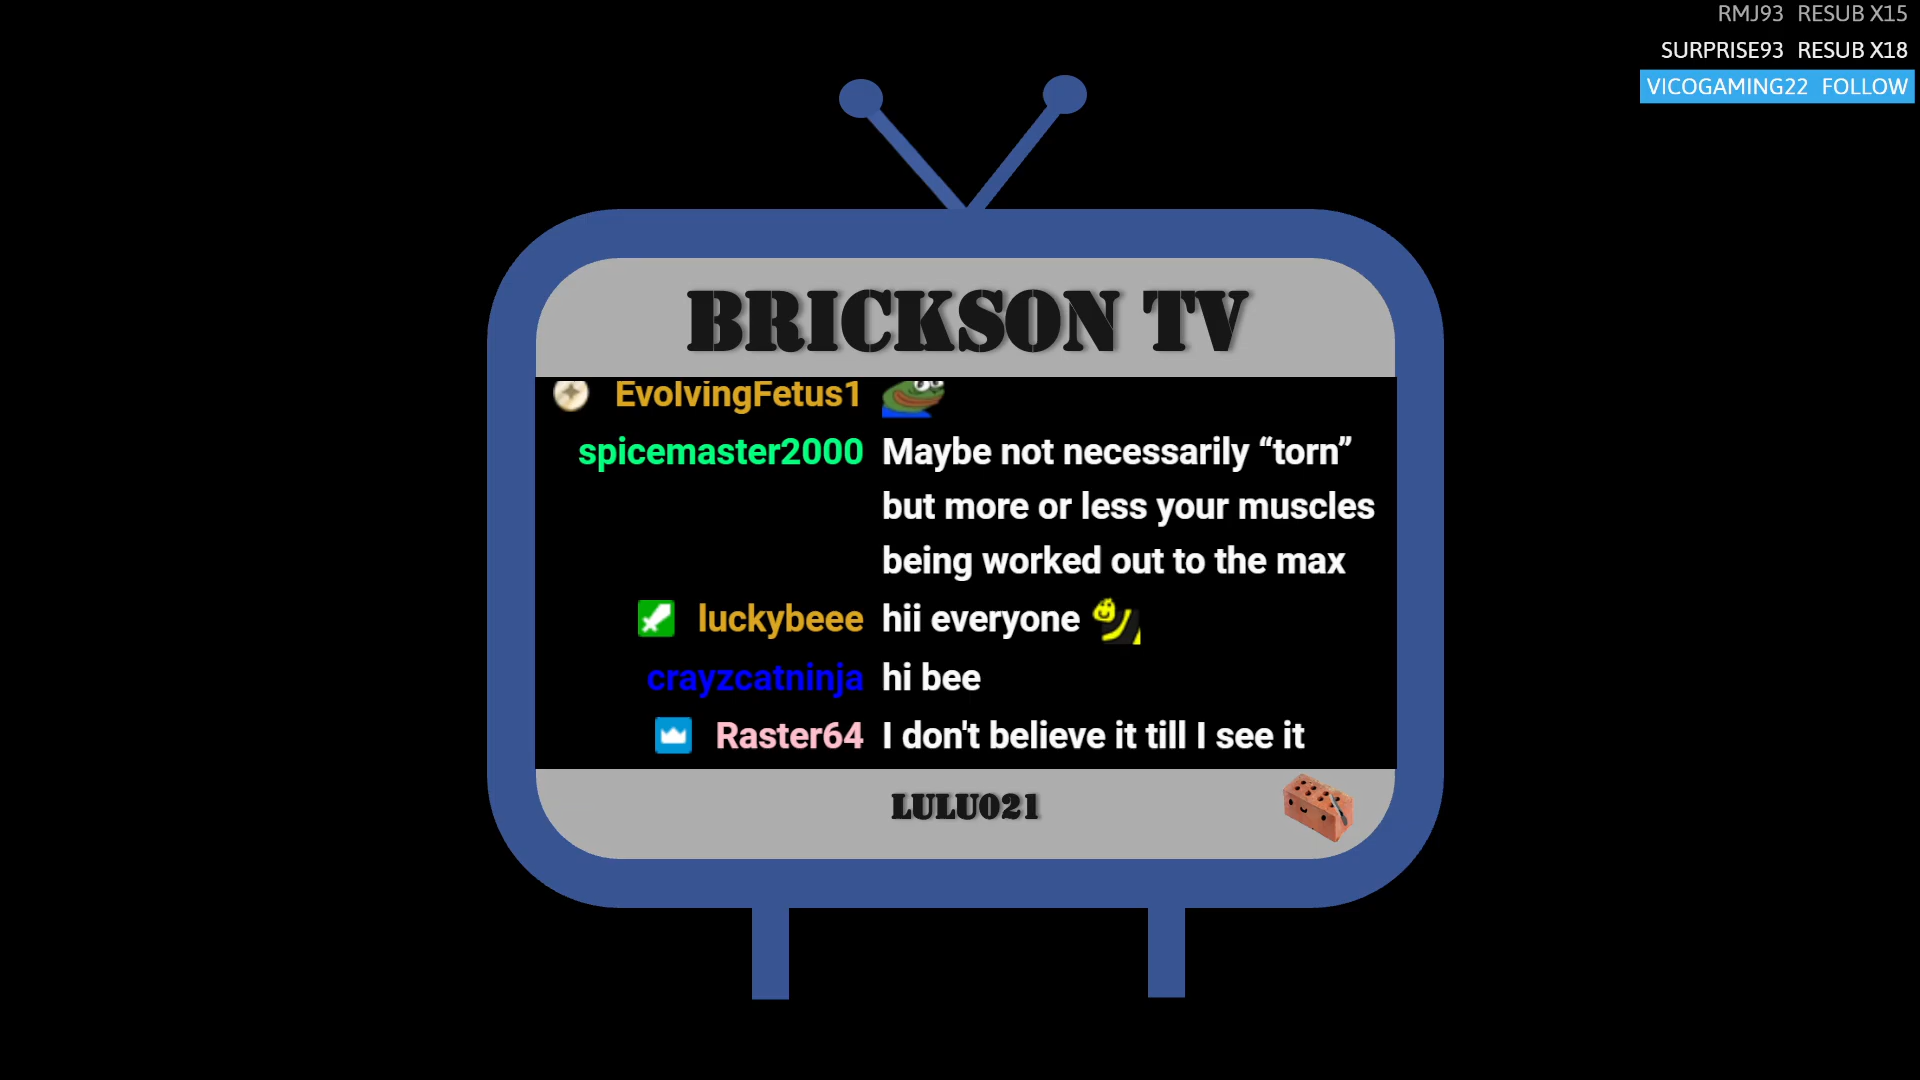 RMJ93 RESUB X15
SURPRISE93 RESUB X18
VICOGAMING22 FOLLOW
BRICKSON TV
EvolvingFetus1
spicemaster2000 Maybe not necessarily “torn”
but more or less your muscles
being worked out to the max
luckybeee hii everyone
crayzcatninja hi bee
Raster64 I don't believe it till I see it
LULU021